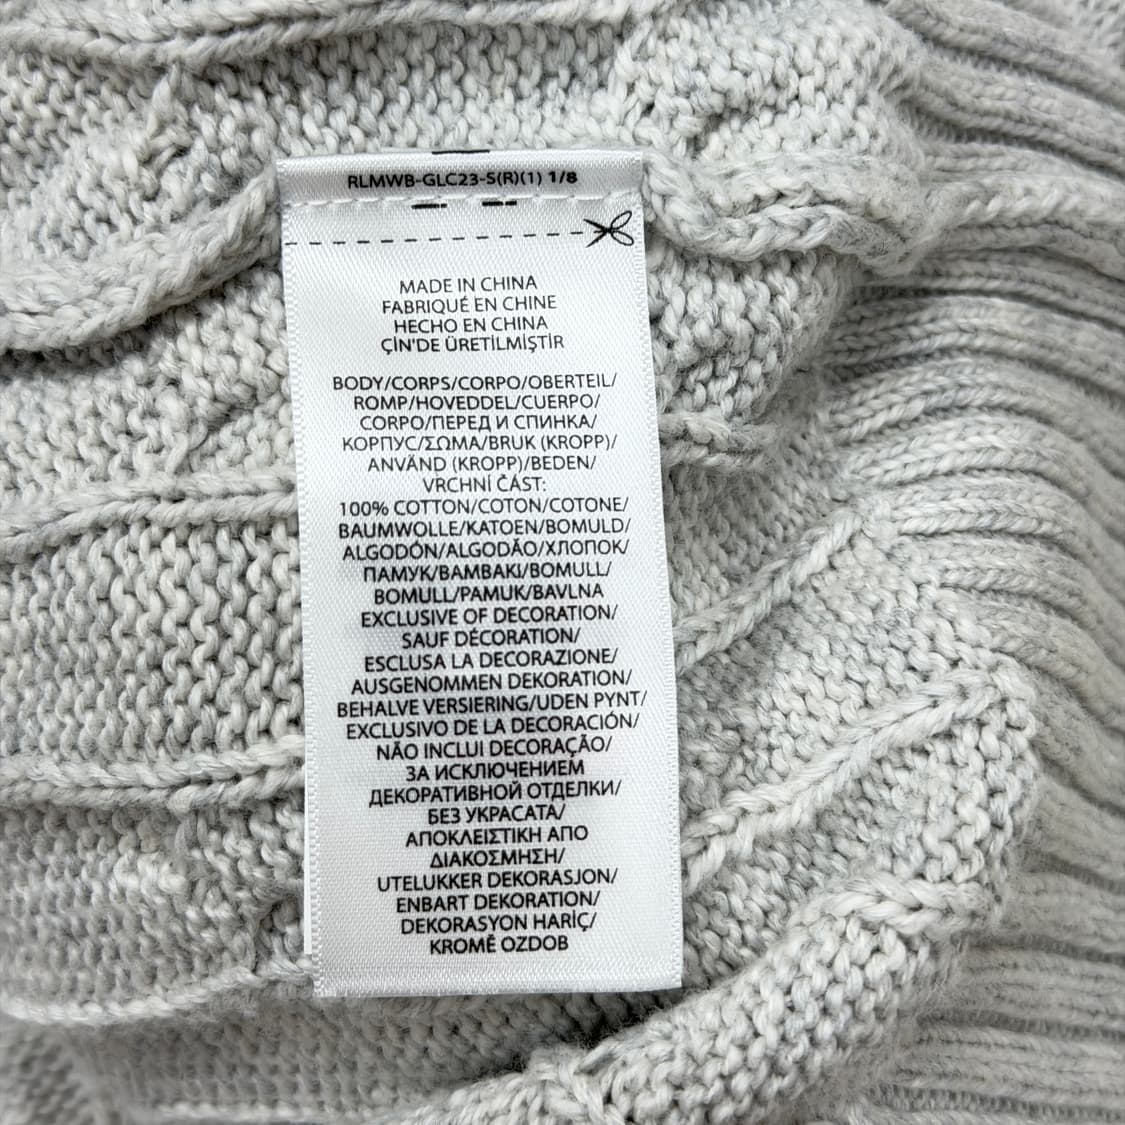 RLMWB-GLC23-S(R)(1) 1/8
MADE IN CHINA
FABRIQUÉ EN CHINE
HECHO EN CHINA
ÇİN'DE ÜRETİLMİŞTİR
BODY/CORPS/CORPO/OBERTEIL/
ROMP/HOVEDDEL/CUERPO/
CORPO/ПЕРЕД И СПИНКА/
КОРПУС/ΣΩΜΑ/BRUK (KROPP)/
ANVÄND (KROPP)/BEDEN/
VRCHNÍ ČÁST:
100% COTTON/COTON/COTONE/
BAUMWOLLE/KATOEN/BOMULD/
ALGODÓN/ALGODÃO/ХЛОПОК/
ПАМУК/ΒΑΜΒΑΚΙ/BOMULL/
BOMULL/PAMUK/BAVLNA
EXCLUSIVE OF DECORATION/
SAUF DÉCORATION/
ESCLUSA LA DECORAZIONE/
AUSGENOMMEN DEKORATION/
BEHALVE VERSIERING/UDEN PYNT/
EXCLUSIVO DE LA DECORACIÓN/
NÃO INCLUI DECORAÇÃO/
ЗА ИСКЛЮЧЕНИЕМ
ДЕКОРАТИВНОЙ ОТДЕЛКИ/
БЕЗ УКРАСАТА/
ΑΠΟΚΛΕΙΣΤΙΚΗ ΑΠΟ
ΔΙΑΚΟΣΜΗΣΗ/
UTELUKKER DEKORASJON/
ENBART DEKORATION/
DEKORASYON HARİÇ/
KROMĚ OZDOB